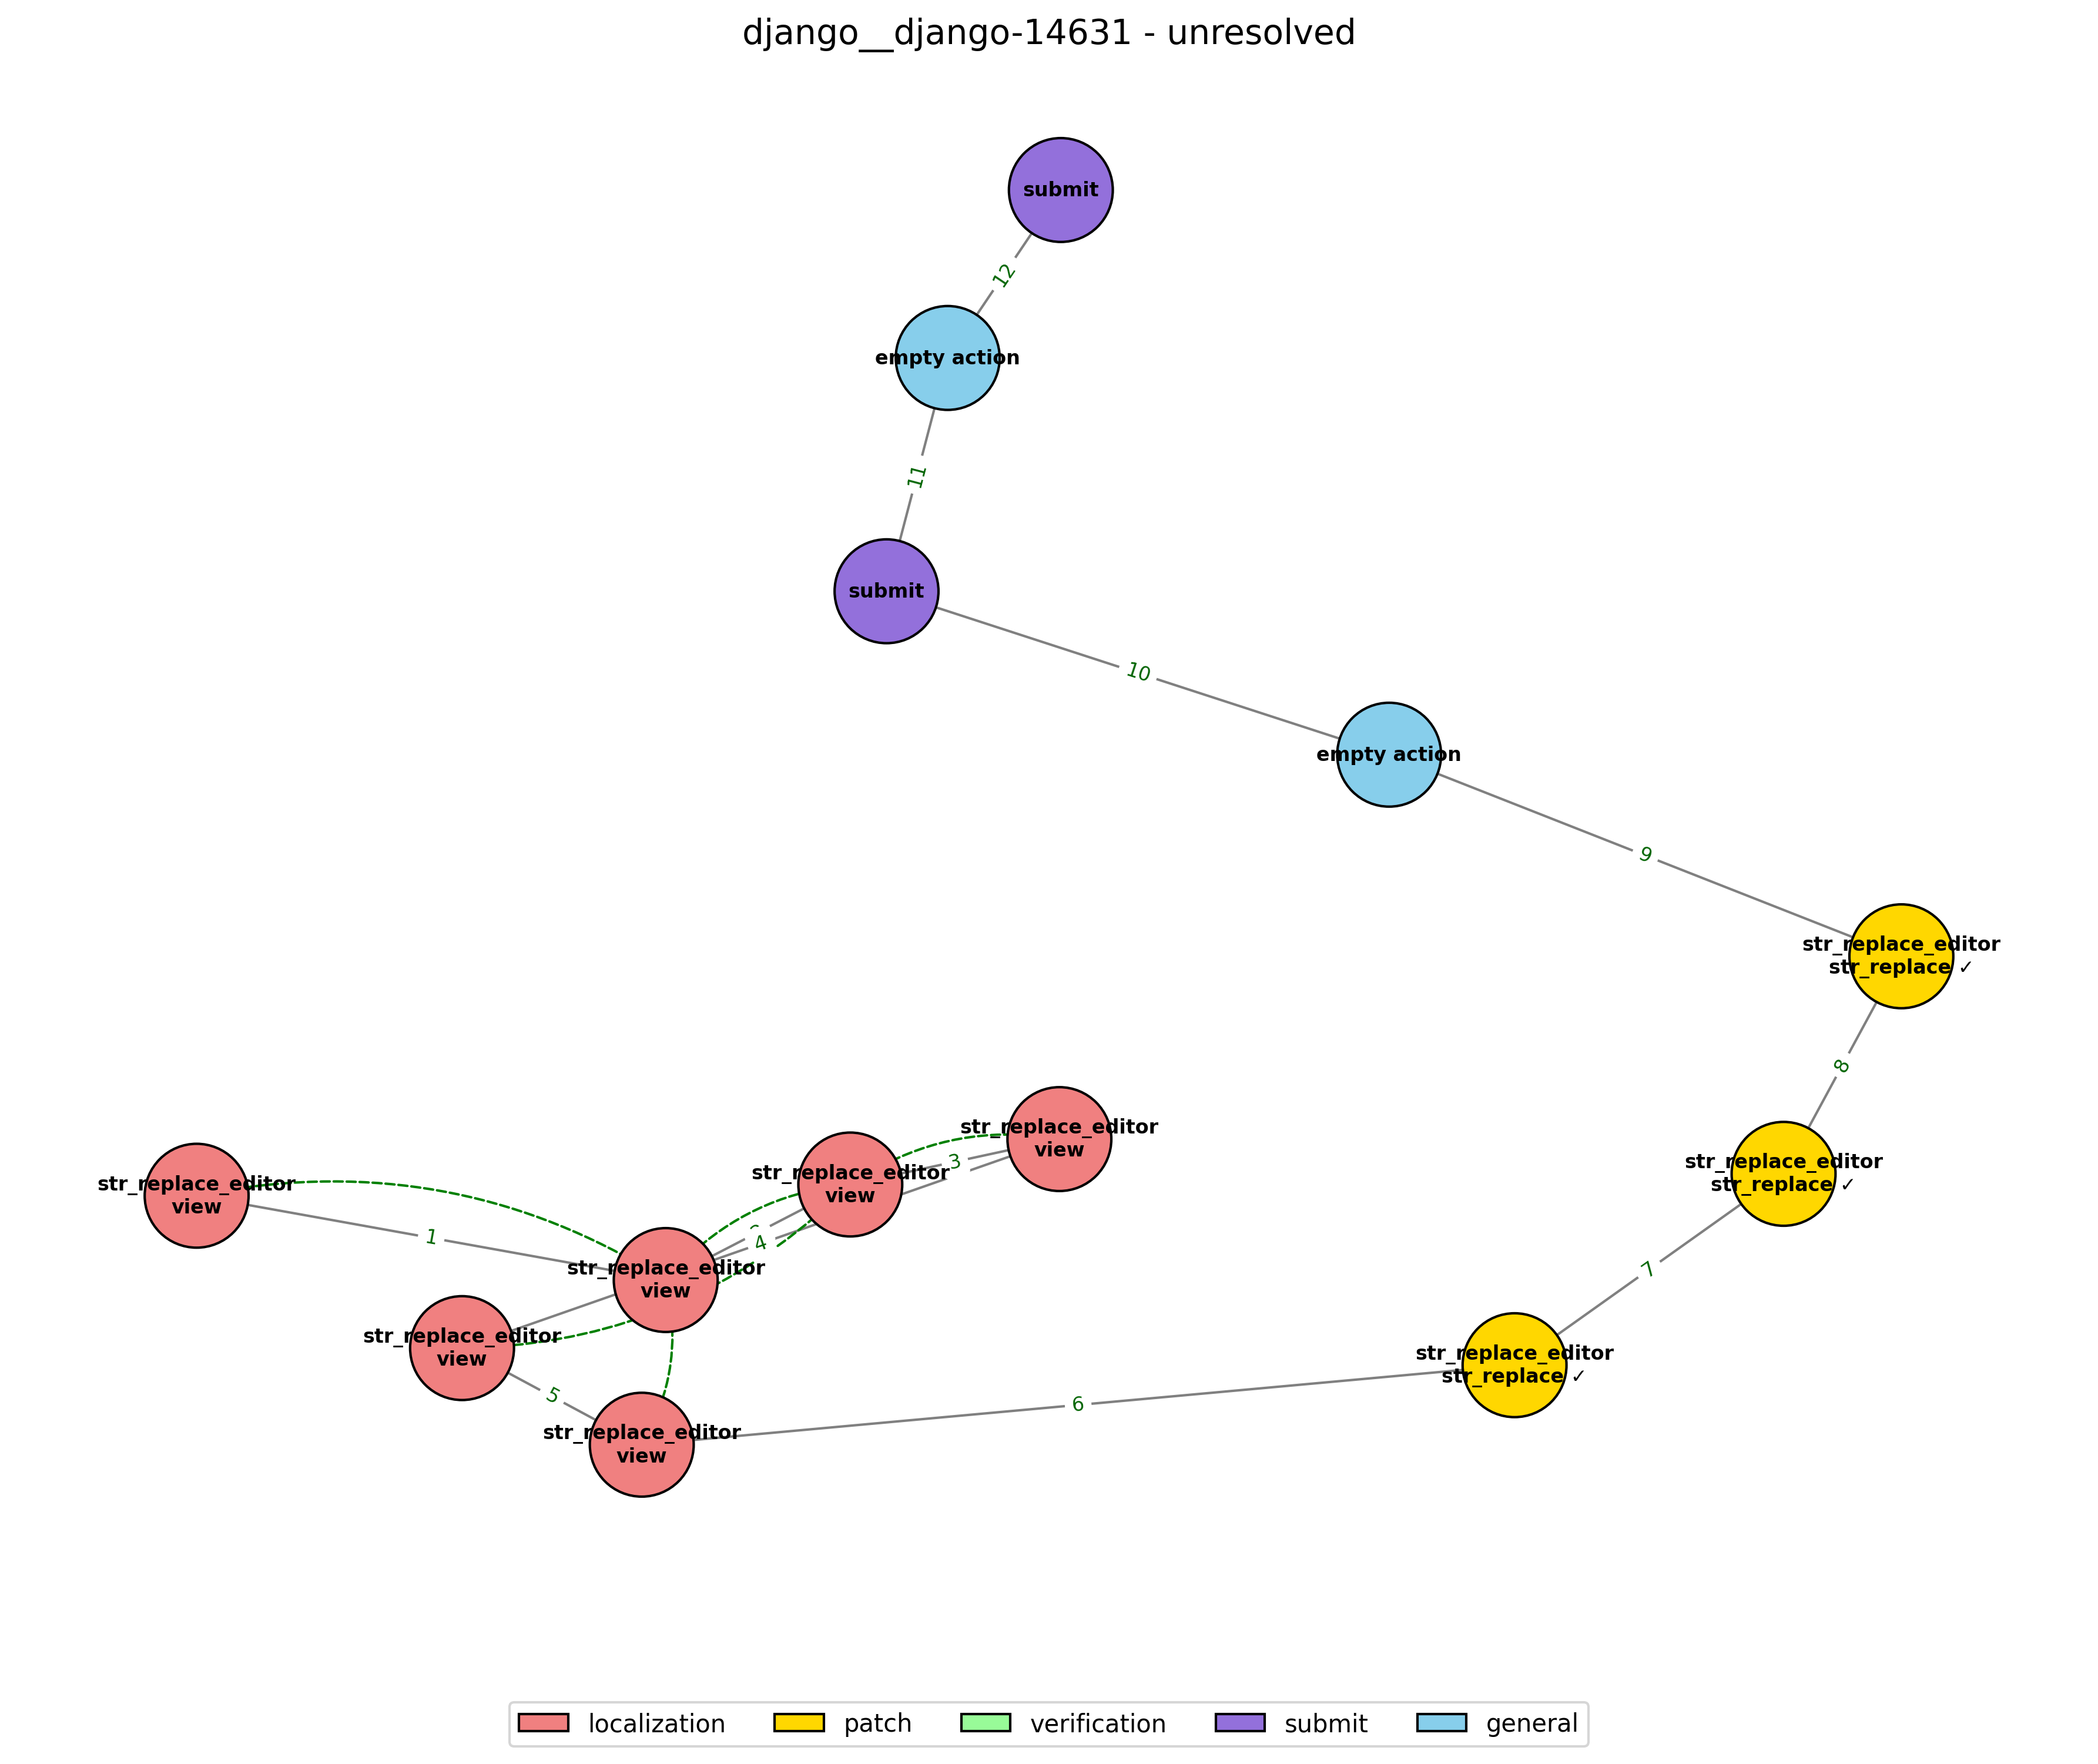 django__django-14631 - unresolved
submit
12
empty action
11
submit
10
empty action
9
str_replace_editor
str_replace ✓
8
str_replace_editor
str_replace ✓
7
str_replace_editor
str_replace ✓
6
str_replace_editor
view
3
str_replace_editor
view
4
str_replace_editor
view
1
str_replace_editor
view
str_replace_editor
view
5
str_replace_editor
view
localization
patch
verification
submit
general